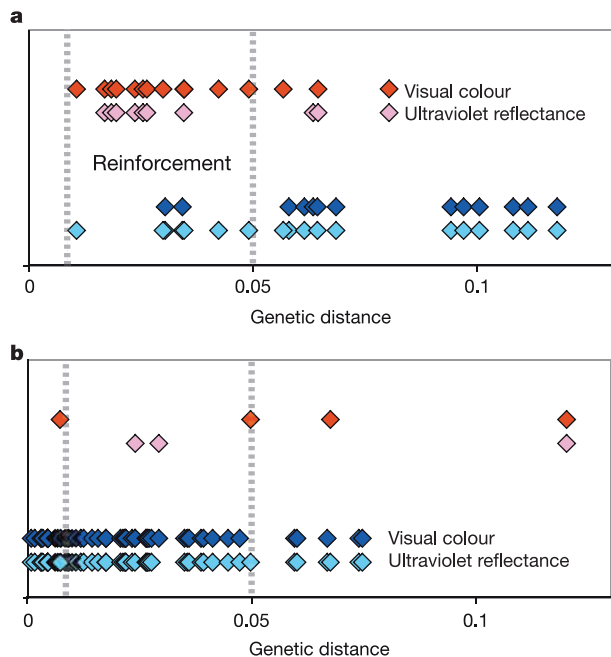 a
Visual colour
Ultraviolet reflectance
Reinforcement
0
0.05
0.1
Genetic distance
b
Visual colour
Ultraviolet reflectance
0
0.05
0.1
Genetic distance